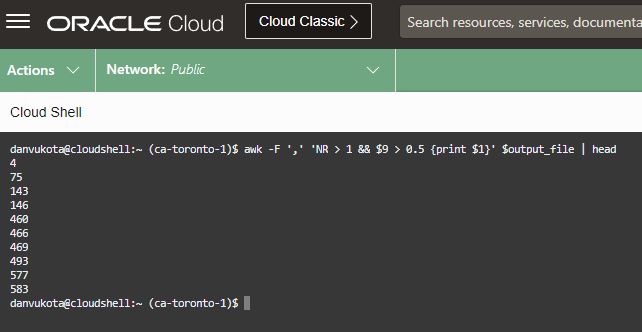 ORACLE Cloud
Cloud Classic >
Search resources, services, documenta
Actions
Network: Public
Cloud Shell
danvukota@cloudshell:~ (ca-toronto-1)$ awk -F ',' 'NR > 1 && $9 > 0.5 {print $1}' $output_file | head
4
75
143
146
460
466
469
493
577
583
danvukota@cloudshell:~ (ca-toronto-1)$